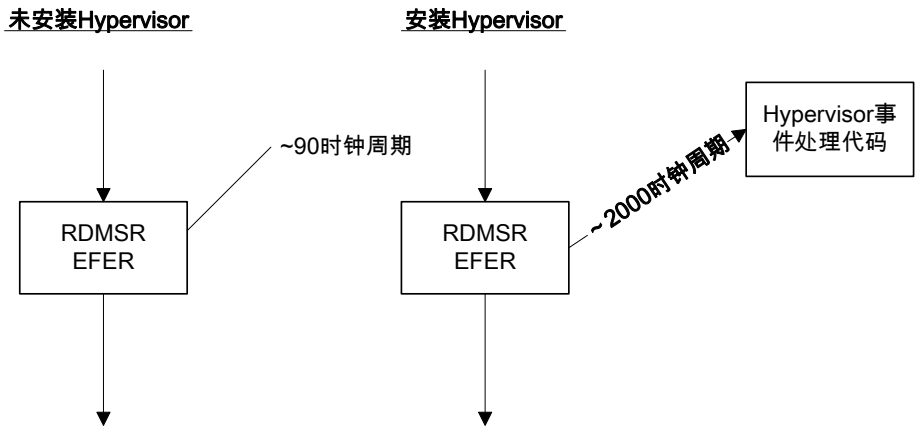 未安装Hypervisor
安装Hypervisor
~90时钟周期
RDMSR
EFER
RDMSR
EFER
~2000时钟周期
Hypervisor事
件处理代码